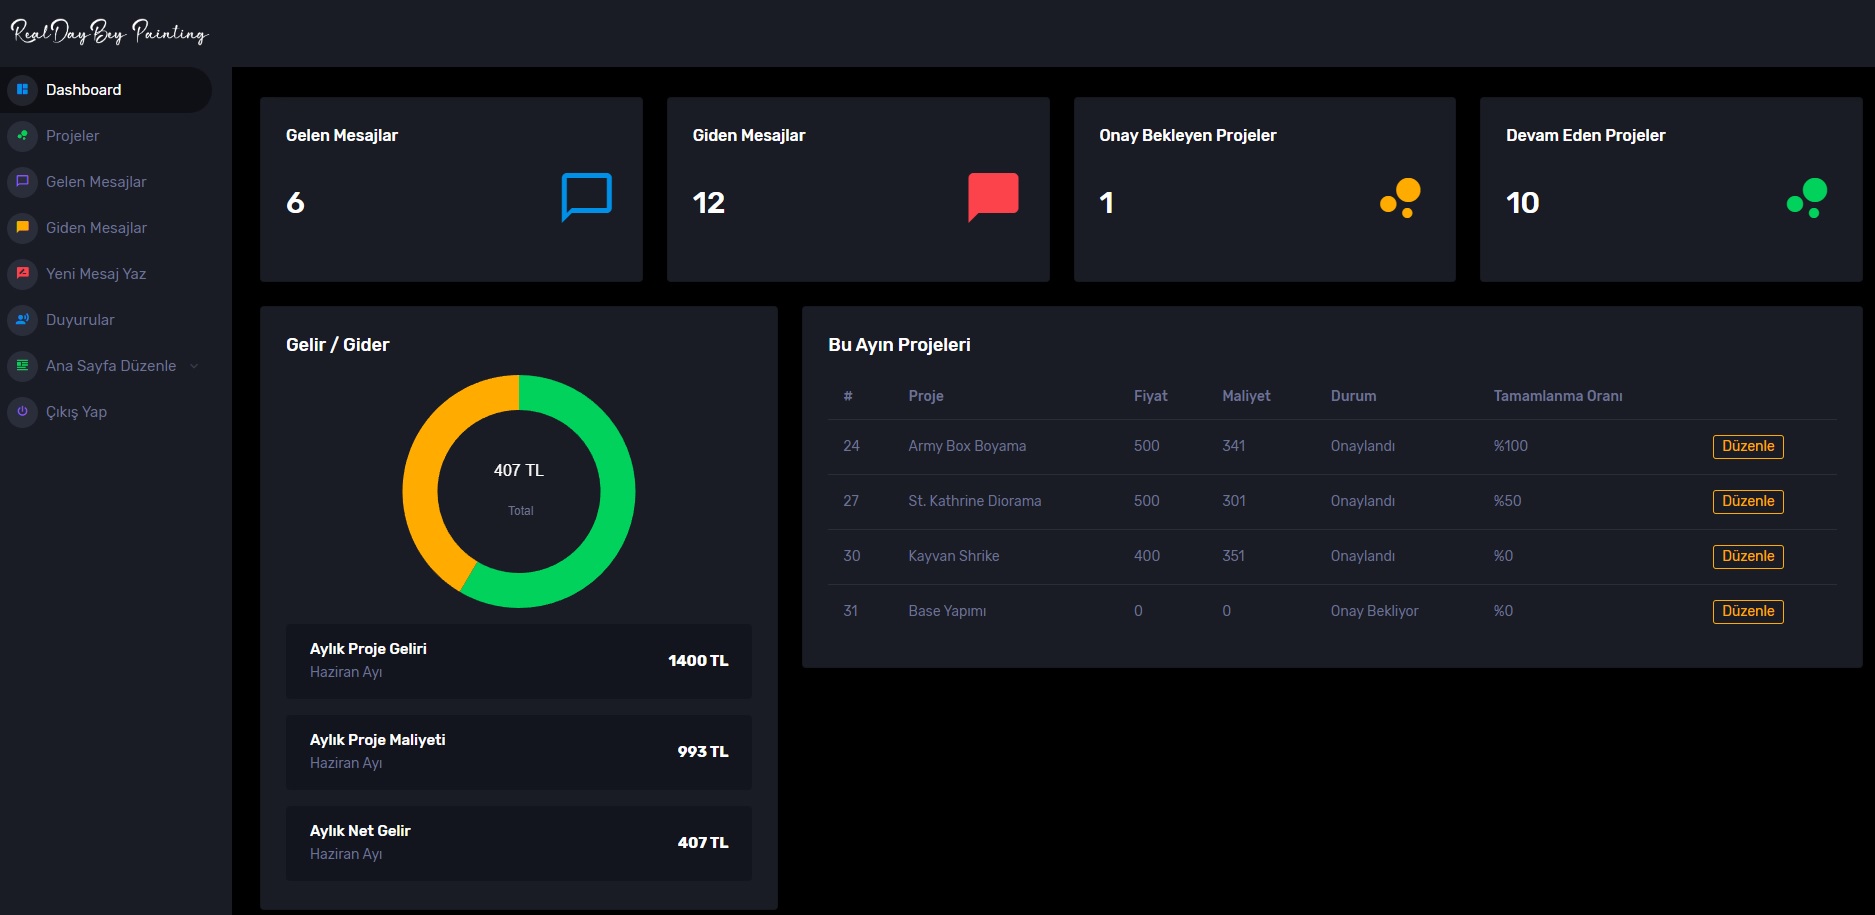 RealDayBey Painting
Dashboard
Projeler
Gelen Mesajlar
Giden Mesajlar
Yeni Mesaj Yaz
Duyurular
Ana Sayfa Düzenle
Çıkış Yap
Gelen Mesajlar
6
Giden Mesajlar
12
Onay Bekleyen Projeler
1
Devam Eden Projeler
10
Gelir / Gider
407 TL
Total
Aylık Proje Geliri
Haziran Ayı
1400 TL
Aylık Proje Maliyeti
Haziran Ayı
993 TL
Aylık Net Gelir
Haziran Ayı
407 TL
Bu Ayın Projeleri
# Proje Fiyat Maliyet Durum Tamamlanma Oranı
24 Army Box Boyama 500 341 Onaylandı %100 Düzenle
27 St. Kathrine Diorama 500 301 Onaylandı %50 Düzenle
30 Kayvan Shrike 400 351 Onaylandı %0 Düzenle
31 Base Yapımı 0 0 Onay Bekliyor %0 Düzenle